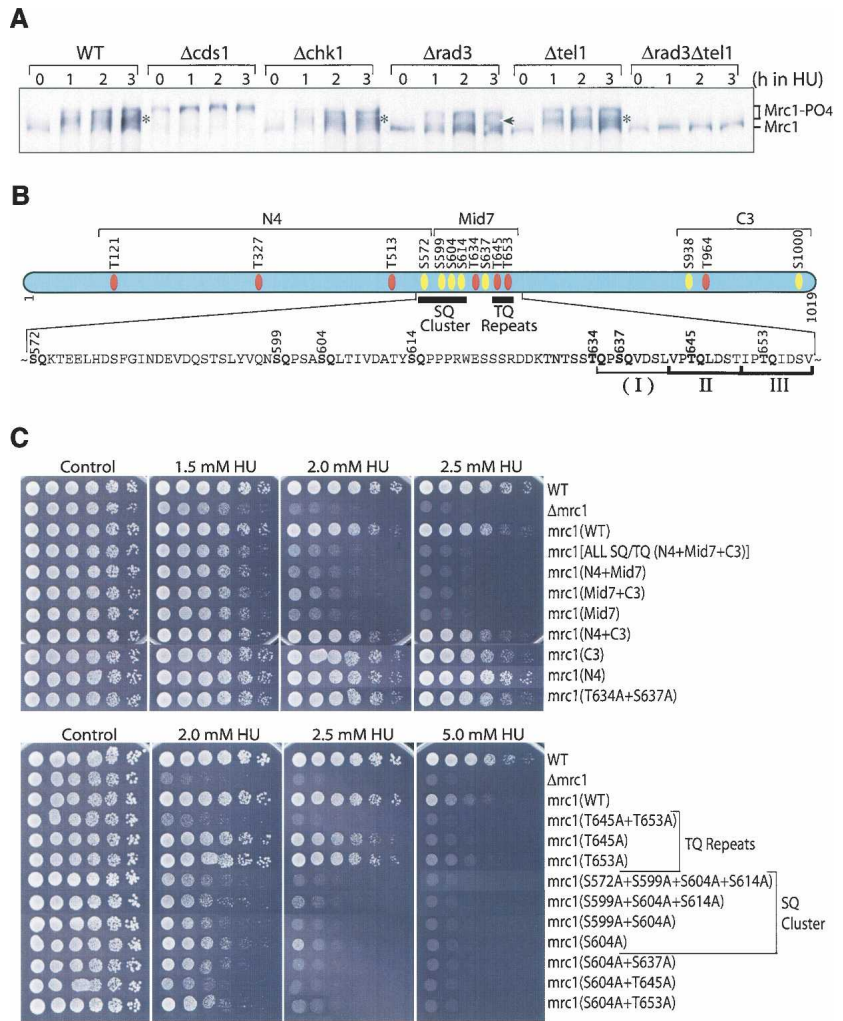 A
WT Δcds1 Δchk1 Δrad3 Δtel1 Δrad3Δtel1
0 1 2 3 0 1 2 3 0 1 2 3 0 1 2 3 0 1 2 3 0 1 2 3 (h in HU)
* * * Mrc1-PO4
Mrc1
B
N4 Mid7 C3
T121 T327 T513 S572 S599 S604 S614 T634 S637 T645 T653 S938 T964 S1000
1 1019
SQ Cluster TQ Repeats
S572 S599 S604 S614 T634 S637 T645 T653
~SQKTEELHDSFGINDEVDQSTSLYVQNSQPSASQLTIVDATYSQPPPRWESSSRDDKTNTSSTQPSQVDSLVPTQLDSTIPTQIDSV~
( I ) II III
C
Control 1.5 mM HU 2.0 mM HU 2.5 mM HU
WT
Δmrc1
mrc1(WT)
mrc1[ALL SQ/TQ (N4+Mid7+C3)]
mrc1(N4+Mid7)
mrc1(Mid7+C3)
mrc1(Mid7)
mrc1(N4+C3)
mrc1(C3)
mrc1(N4)
mrc1(T634A+S637A)
Control 2.0 mM HU 2.5 mM HU 5.0 mM HU
WT
Δmrc1
mrc1(WT)
mrc1(T645A+T653A)
mrc1(T645A) TQ Repeats
mrc1(T653A)
mrc1(S572A+S599A+S604A+S614A)
mrc1(S599A+S604A+S614A) SQ
mrc1(S599A+S604A) Cluster
mrc1(S604A)
mrc1(S604A+S637A)
mrc1(S604A+T645A)
mrc1(S604A+T653A)